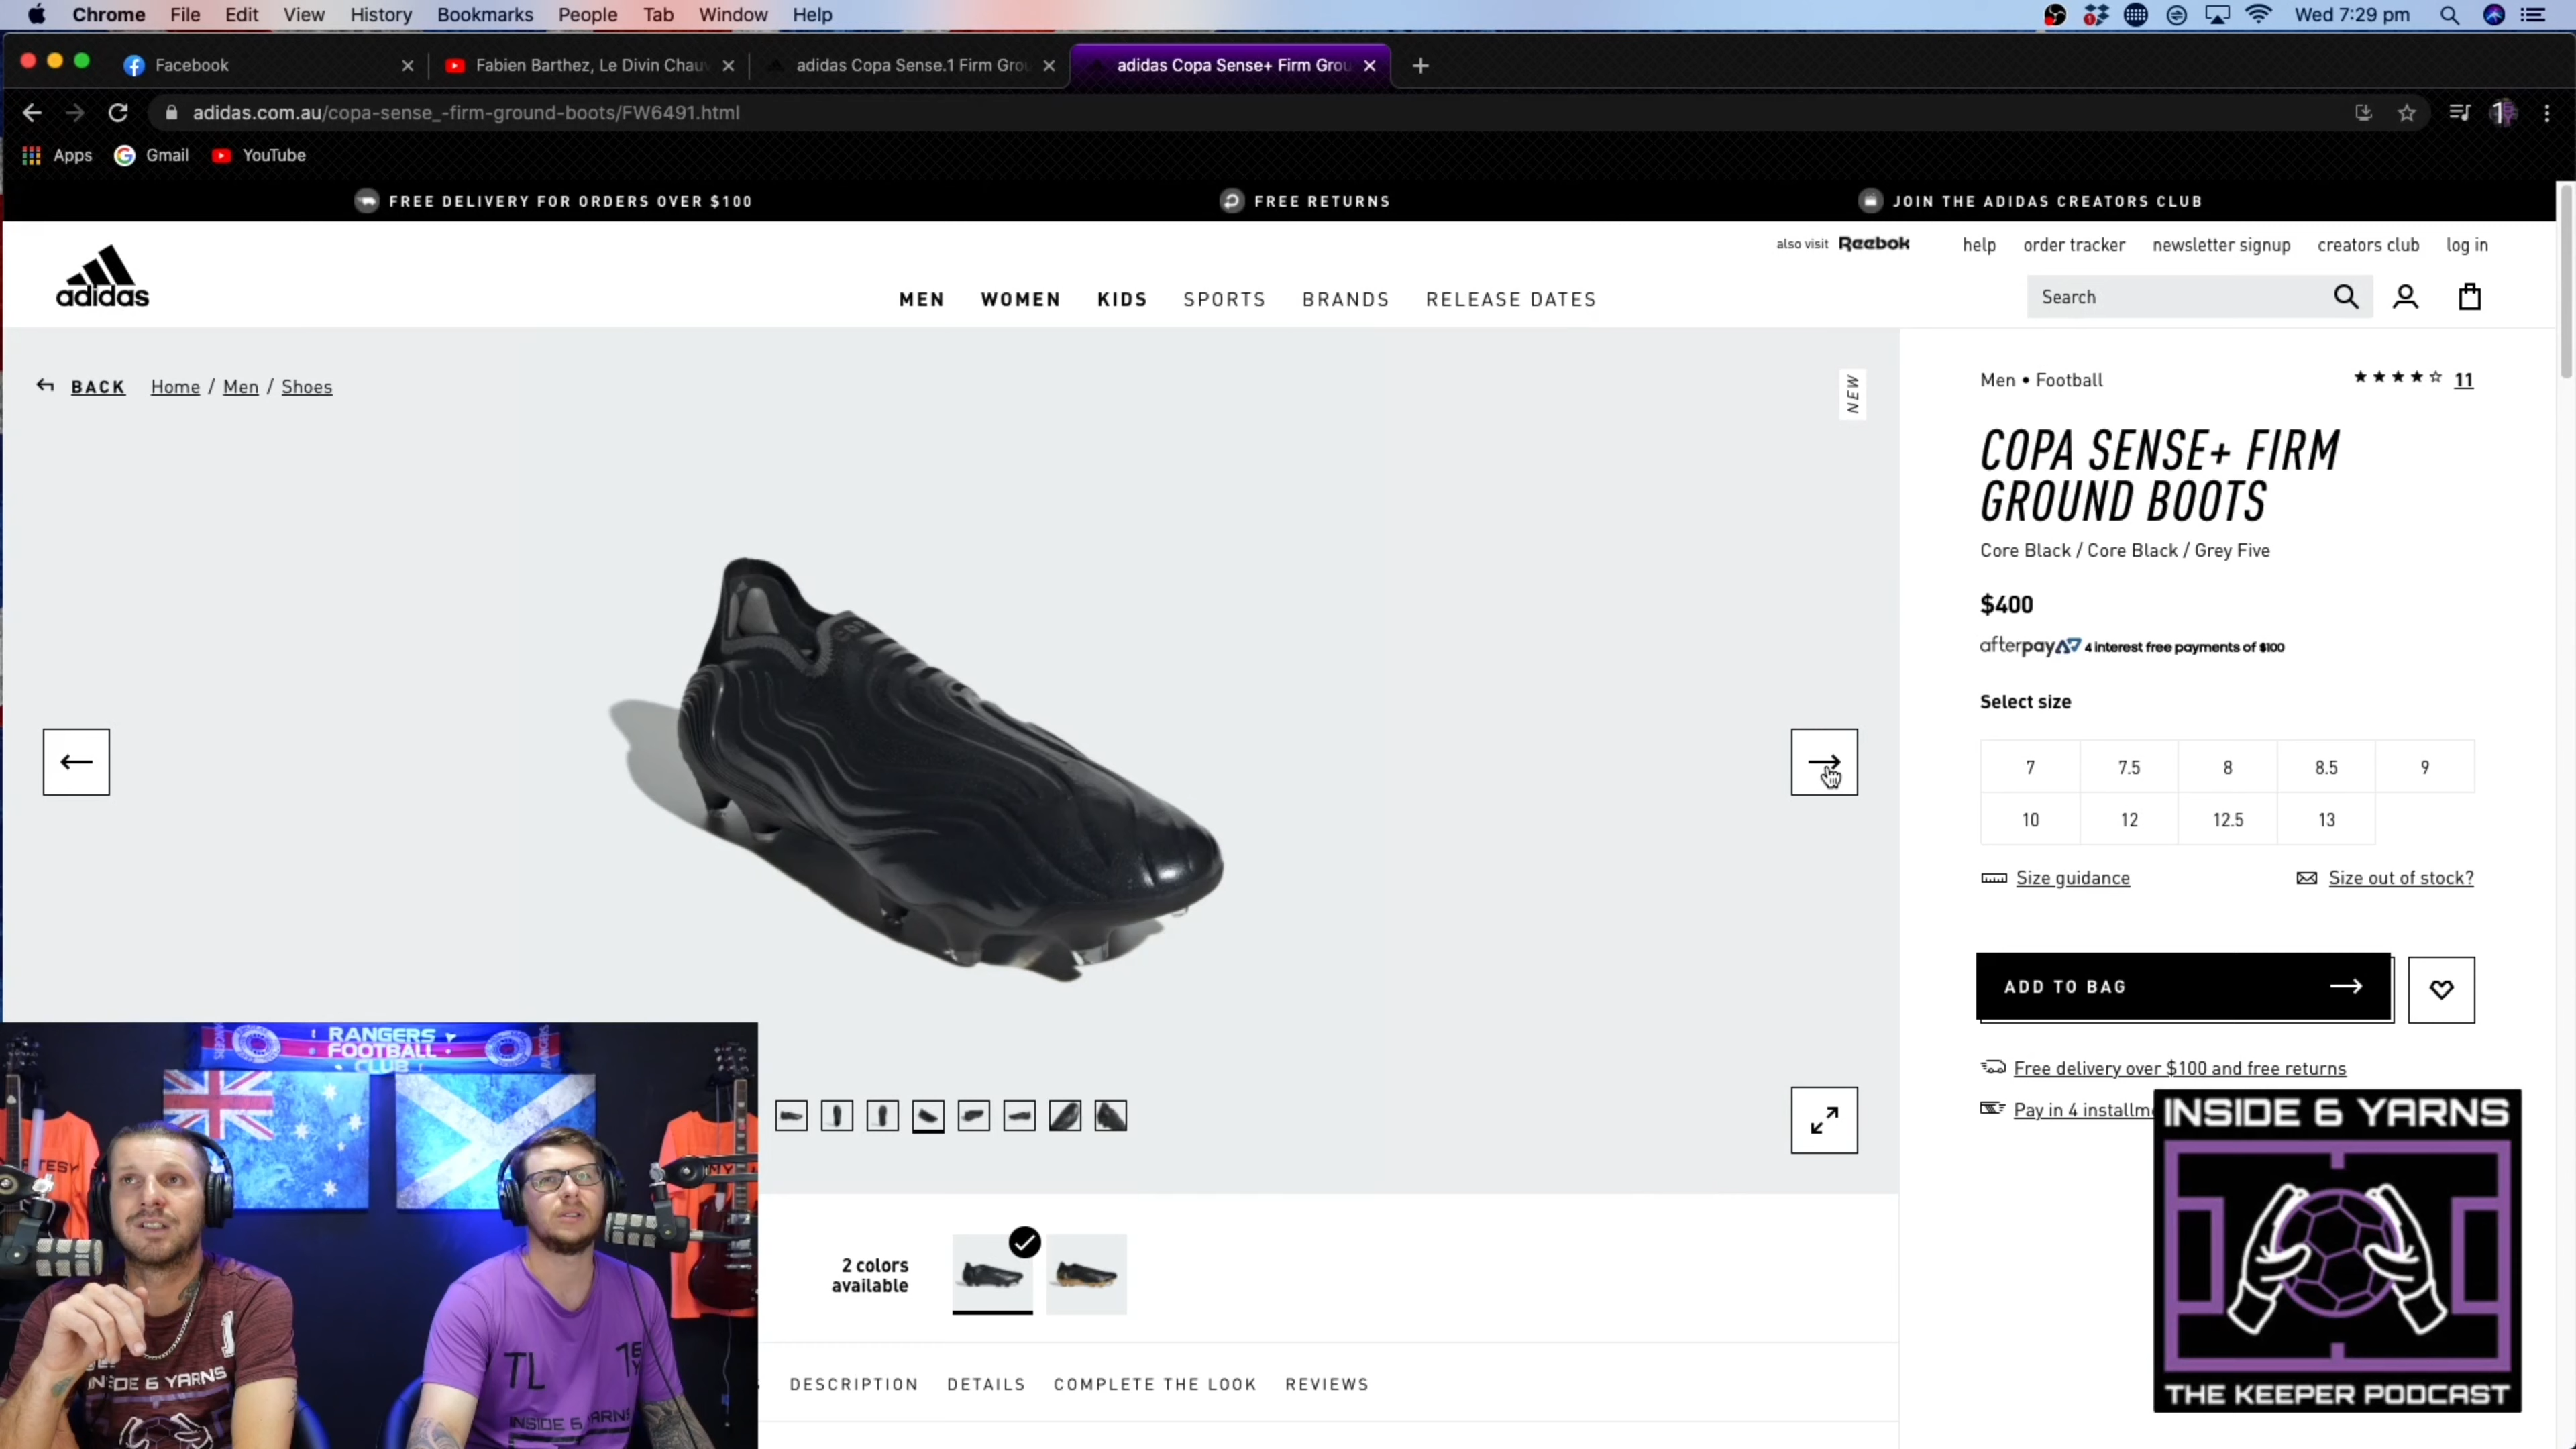 Chrome File Edit View History Bookmarks People Tab Window Help
Wed 7:29 pm
Facebook
Fabien Barthez, Le Divin Chauv
adidas Copa Sense.1 Firm Grou
adidas Copa Sense+ Firm Grou
adidas.com.au/copa-sense_-firm-ground-boots/FW6491.html
Apps Gmail YouTube
FREE DELIVERY FOR ORDERS OVER $100
FREE RETURNS
JOIN THE ADIDAS CREATORS CLUB
also visit Reebok help order tracker newsletter signup creators club log in
adidas
MEN WOMEN KIDS SPORTS BRANDS RELEASE DATES
Search
BACK Home / Men / Shoes
NEW
Men • Football
11
COPA SENSE+ FIRM
GROUND BOOTS
Core Black / Core Black / Grey Five
$400
afterpay 4 interest free payments of $100
Select size
7 7.5 8 8.5 9
10 12 12.5 13
Size guidance
Size out of stock?
ADD TO BAG
Free delivery over $100 and free returns
Pay in 4 installm
RANGERS
FOOTBALL
CLUB
TL
INSIDE 6 YARNS
INSIDE 6 YARNS
THE KEEPER PODCAST
2 colors
available
DESCRIPTION DETAILS COMPLETE THE LOOK REVIEWS